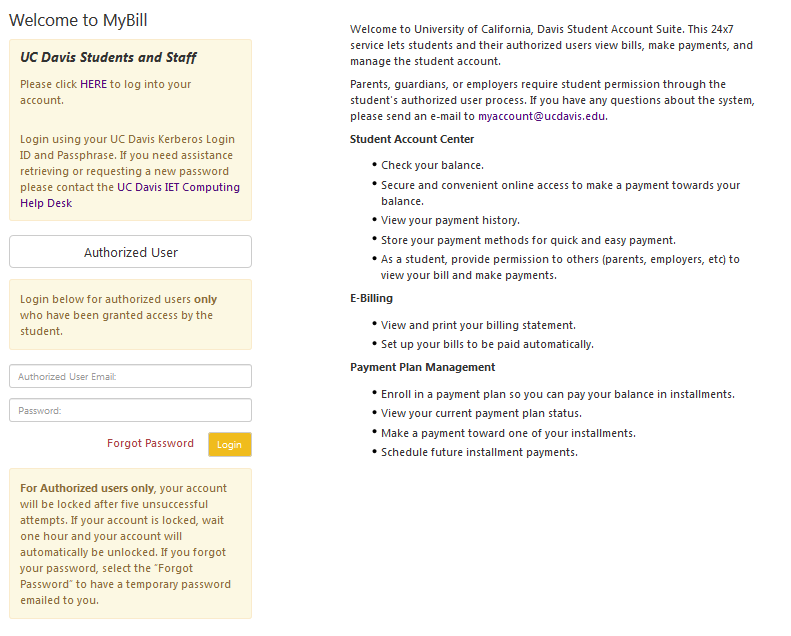 Welcome to MyBill
UC Davis Students and Staff
Please click HERE to log into your
account.
Login using your UC Davis Kerberos Login
ID and Passphrase. If you need assistance
retrieving or requesting a new password
please contact the UC Davis IET Computing
Help Desk
Authorized User
Login below for authorized users only
who have been granted access by the
student.
Authorized User Email:
Password:
Forgot Password
Login
For Authorized users only, your account
will be locked after five unsuccessful
attempts. If your account is locked, wait
one hour and your account will
automatically be unlocked. If you forgot
your password, select the "Forgot
Password" to have a temporary password
emailed to you.
Welcome to University of California, Davis Student Account Suite. This 24x7
service lets students and their authorized users view bills, make payments, and
manage the student account.
Parents, guardians, or employers require student permission through the
student's authorized user process. If you have any questions about the system,
please send an e-mail to myaccount@ucdavis.edu.
Student Account Center
• Check your balance.
• Secure and convenient online access to make a payment towards your
balance.
• View your payment history.
• Store your payment methods for quick and easy payment.
• As a student, provide permission to others (parents, employers, etc) to
view your bill and make payments.
E-Billing
• View and print your billing statement.
• Set up your bills to be paid automatically.
Payment Plan Management
• Enroll in a payment plan so you can pay your balance in installments.
• View your current payment plan status.
• Make a payment toward one of your installments.
• Schedule future installment payments.